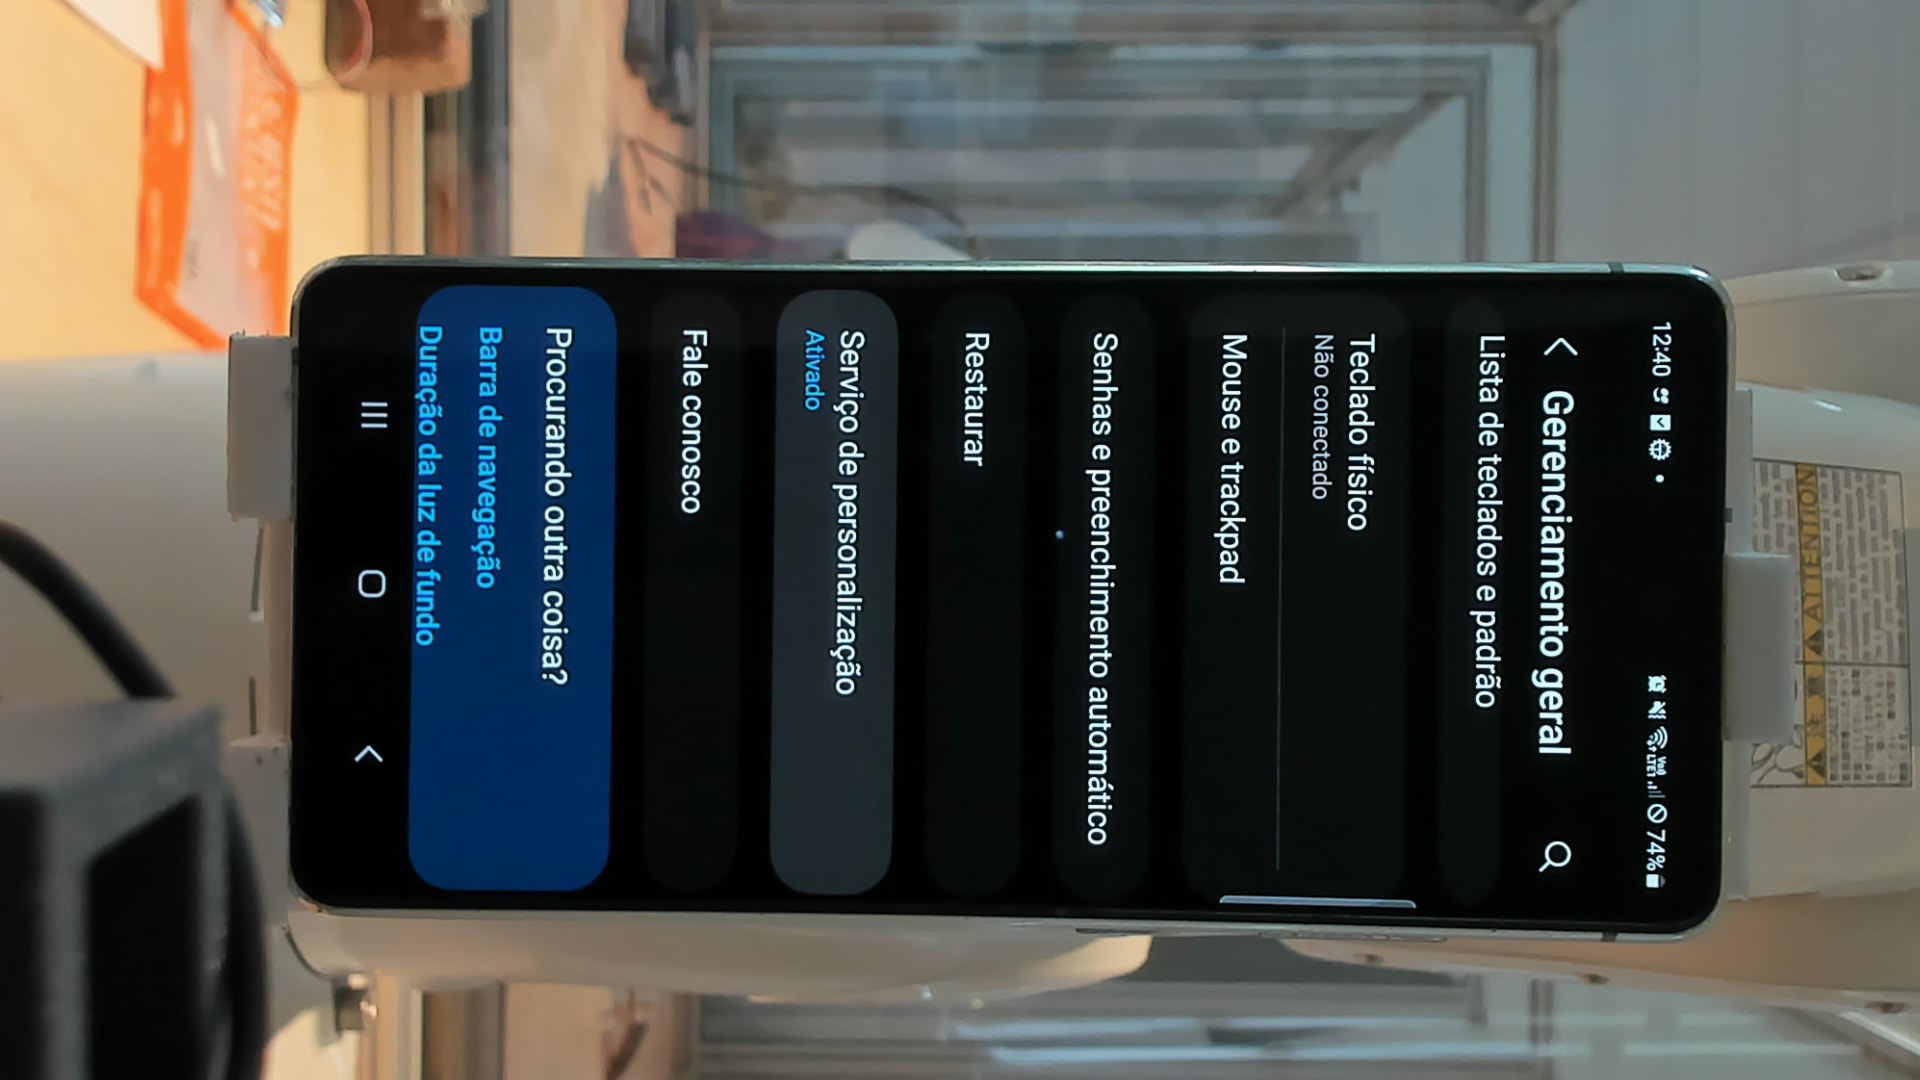 12:40
74%
Gerenciamento geral
Lista de teclados e padrão
Teclado físico
Não conectado
Mouse e trackpad
Senhas e preenchimento automático
Restaurar
Serviço de personalização
Ativado
Fale conosco
Procurando outra coisa?
Barra de navegação
Duração da luz de fundo